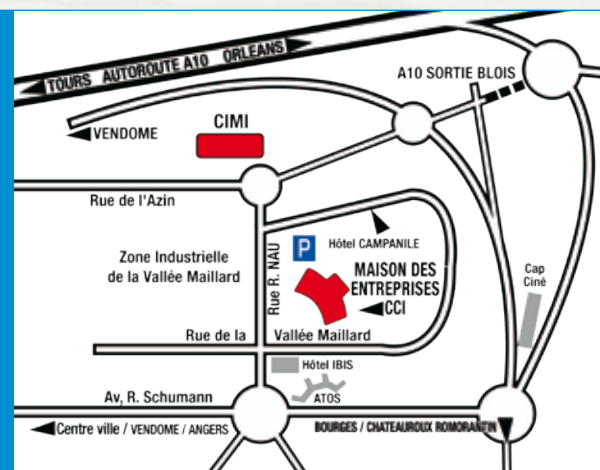 TOURS AUTOROUTE A10 ORLEANS
A10 SORTIE BLOIS
VENDOME
CIMI
Rue de l'Azin
Hôtel CAMPANILE
P
Zone Industrielle
de la Vallée Maillard
Rue R. NAU
MAISON DES
ENTREPRISES
CCI
Cap
Ciné
Rue de la Vallée Maillard
Hôtel IBIS
ATOS
Av, R. Schumann
Centre ville / VENDOME / ANGERS
BOURGES / CHATEAUROUX ROMORANTIN